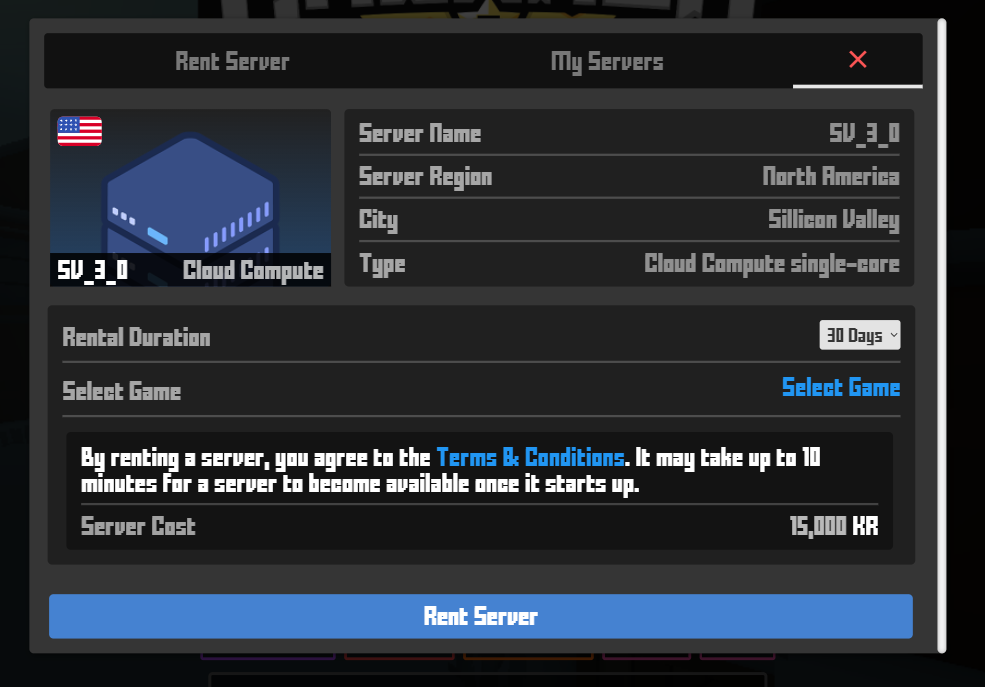 Rent Server
My Servers
SV_3_0
Cloud Compute
Server Name
SV_3_0
Server Region
North America
City
Sillicon Valley
Type
Cloud Compute single-core
Rental Duration
30 Days
Select Game
Select Game
By renting a server, you agree to the Terms & Conditions. It may take up to 10
minutes for a server to become available once it starts up.
Server Cost
15,000 KR
Rent Server